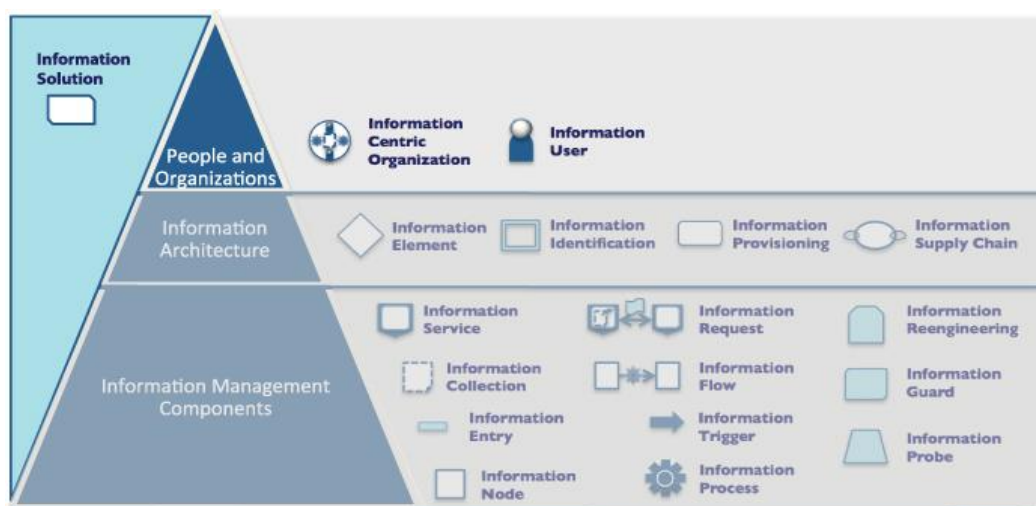 Information
Solution
People and
Organizations
Information
Centric
Organization
Information
User
Information
Architecture
Information
Element
Information
Identification
Information
Provisioning
Information
Supply Chain
Information Management
Components
Information
Service
Information
Request
Information
Reengineering
Information
Collection
Information
Flow
Information
Guard
Information
Entry
Information
Trigger
Information
Probe
Information
Node
Information
Process